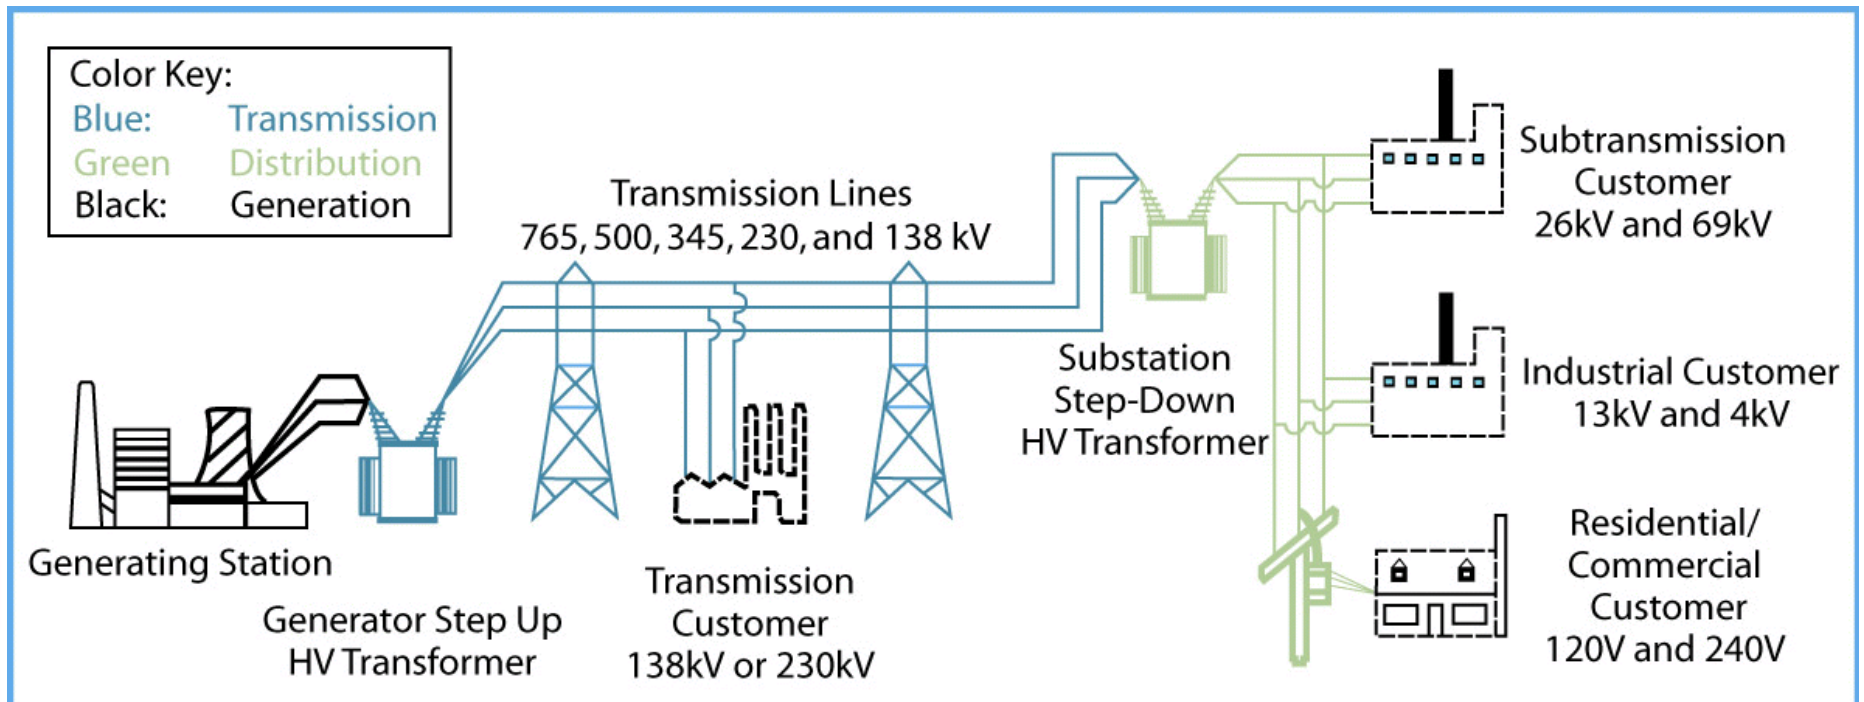 Color Key:
Blue: Transmission
Green Distribution
Black: Generation
Transmission Lines
765, 500, 345, 230, and 138 kV
Subtransmission
Customer
26kV and 69kV
Substation
Step-Down
HV Transformer
Industrial Customer
13kV and 4kV
Generating Station
Generator Step Up
HV Transformer
Transmission
Customer
138kV or 230kV
Residential/
Commercial
Customer
120V and 240V